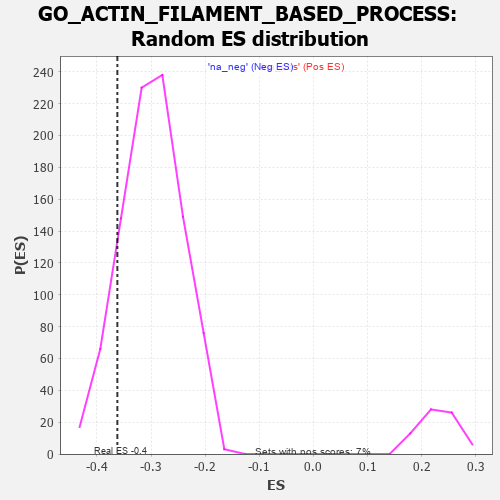 GO_ACTIN_FILAMENT_BASED_PROCESS:
Random ES distribution
'na_neg' (Neg ES)s' (Pos ES)
240
220
200
180
160
140
120
100
80
60
40
20
0
P(ES)
Real ES -0.4
Sets with pos scores: 7%
-0.4 -0.3 -0.2 -0.1 0.0 0.1 0.2 0.3
ES